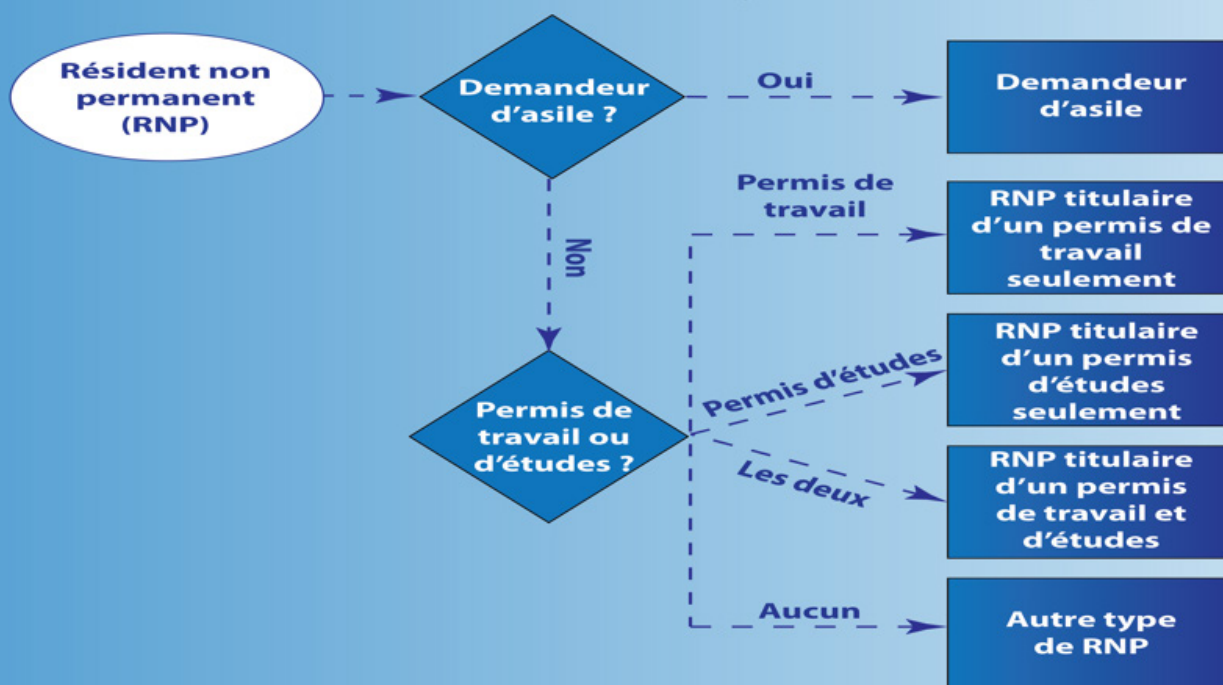 Résident non
permanent
(RNP)
Demandeur
d'asile ?
Oui
Demandeur
d'asile
Non
Permis de
travail ou
d'études ?
Permis de
travail
RNP titulaire
d'un permis de
travail
seulement
Permis d'études
RNP titulaire
d'un permis
d'études
seulement
Les deux
RNP titulaire
d'un permis
de travail et
d'études
Aucun
Autre type
de RNP